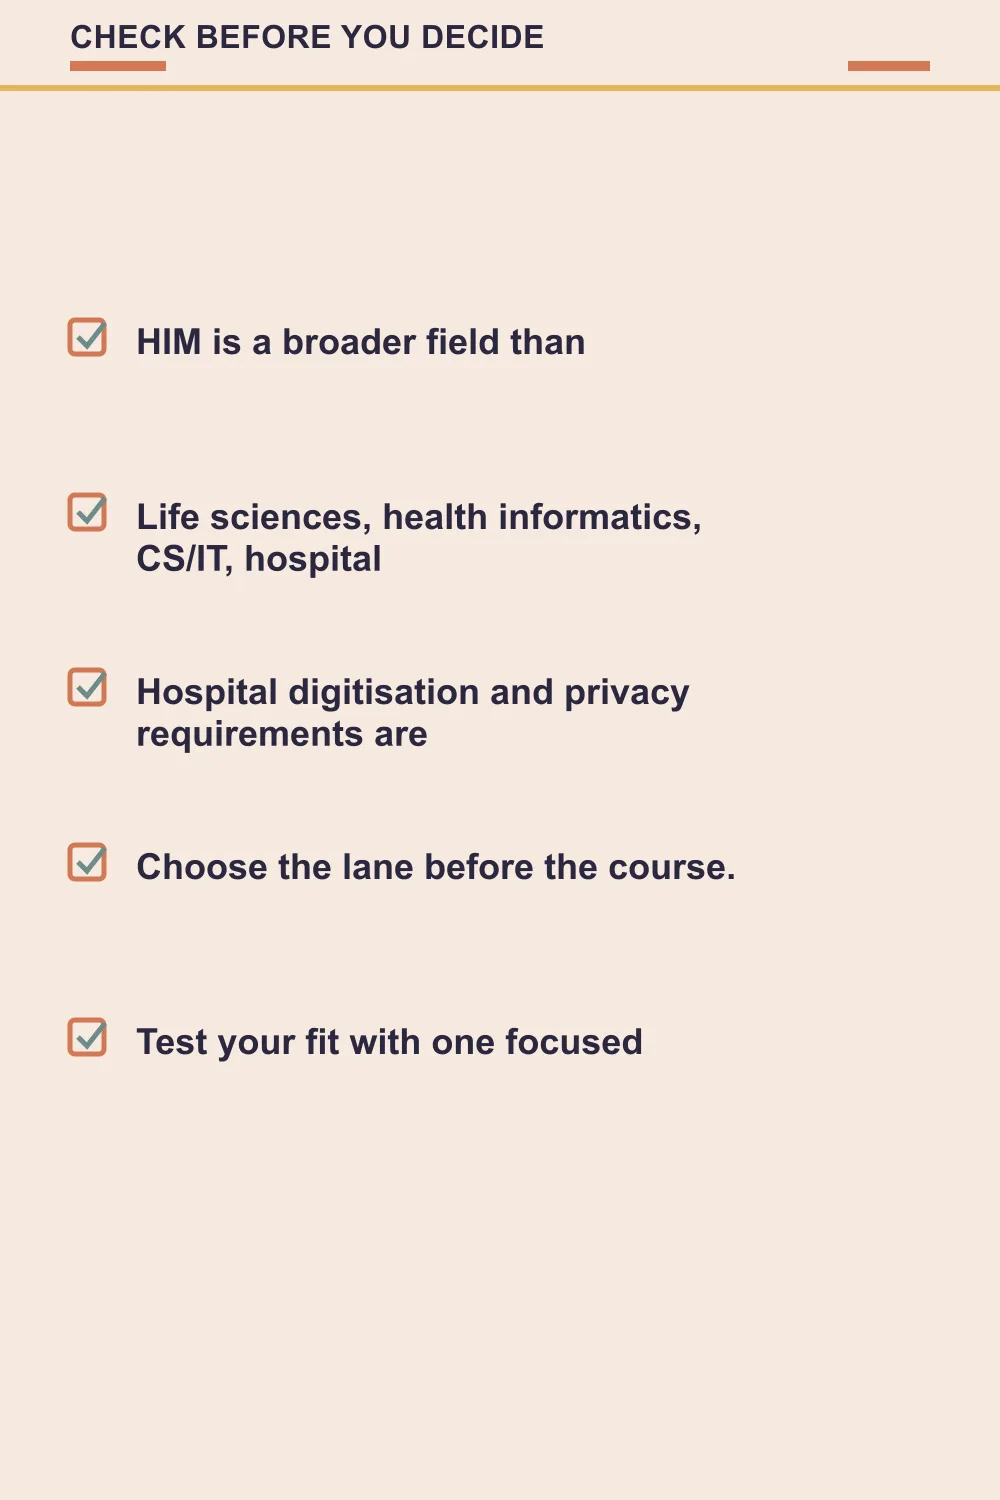 CHECK BEFORE YOU DECIDE
HIM is a broader field than
Life sciences, health informatics,
CS/IT, hospital
Hospital digitisation and privacy
requirements are
Choose the lane before the course.
Test your fit with one focused